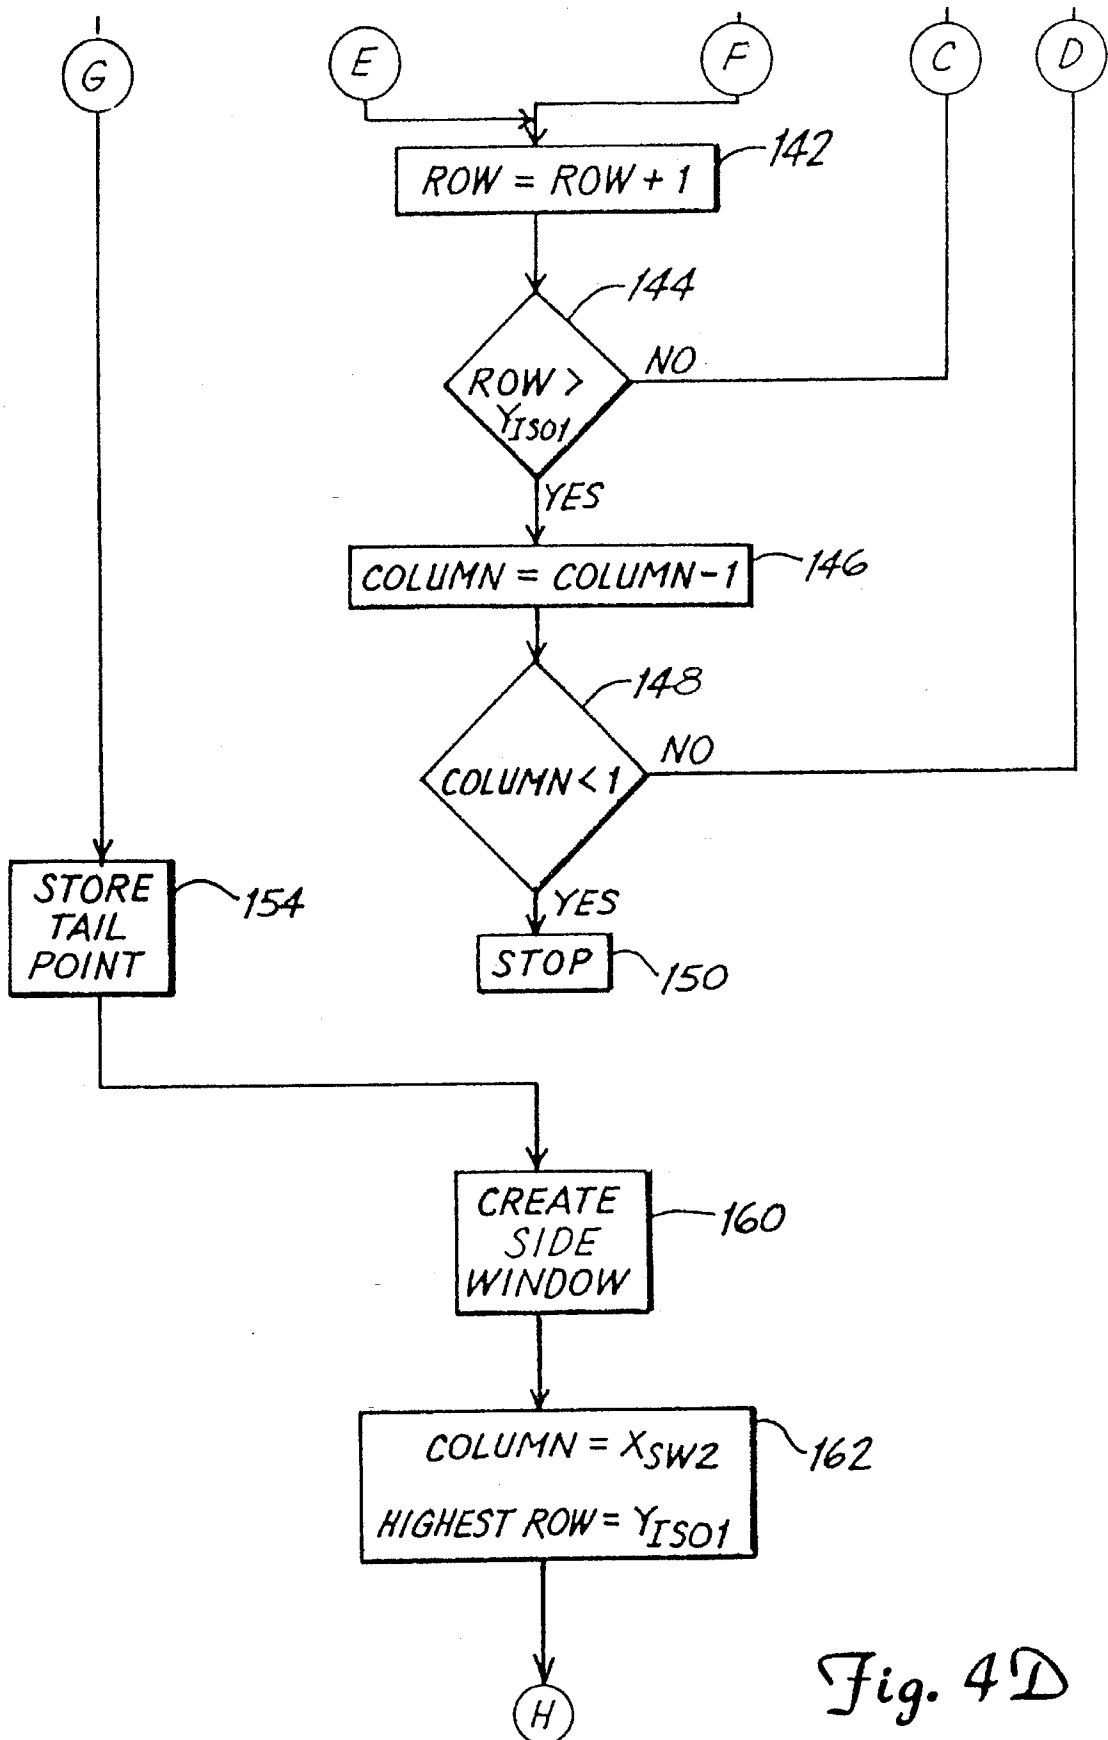 G
E
F
C
D
ROW = ROW + 1
142
144
ROW >
YISO1
NO
YES
COLUMN = COLUMN-1
146
148
COLUMN < 1
NO
YES
STORE
TAIL
POINT
154
STOP
150
CREATE
SIDE
WINDOW
160
COLUMN = XSW2
HIGHEST ROW = YISO1
162
H
Fig. 4D